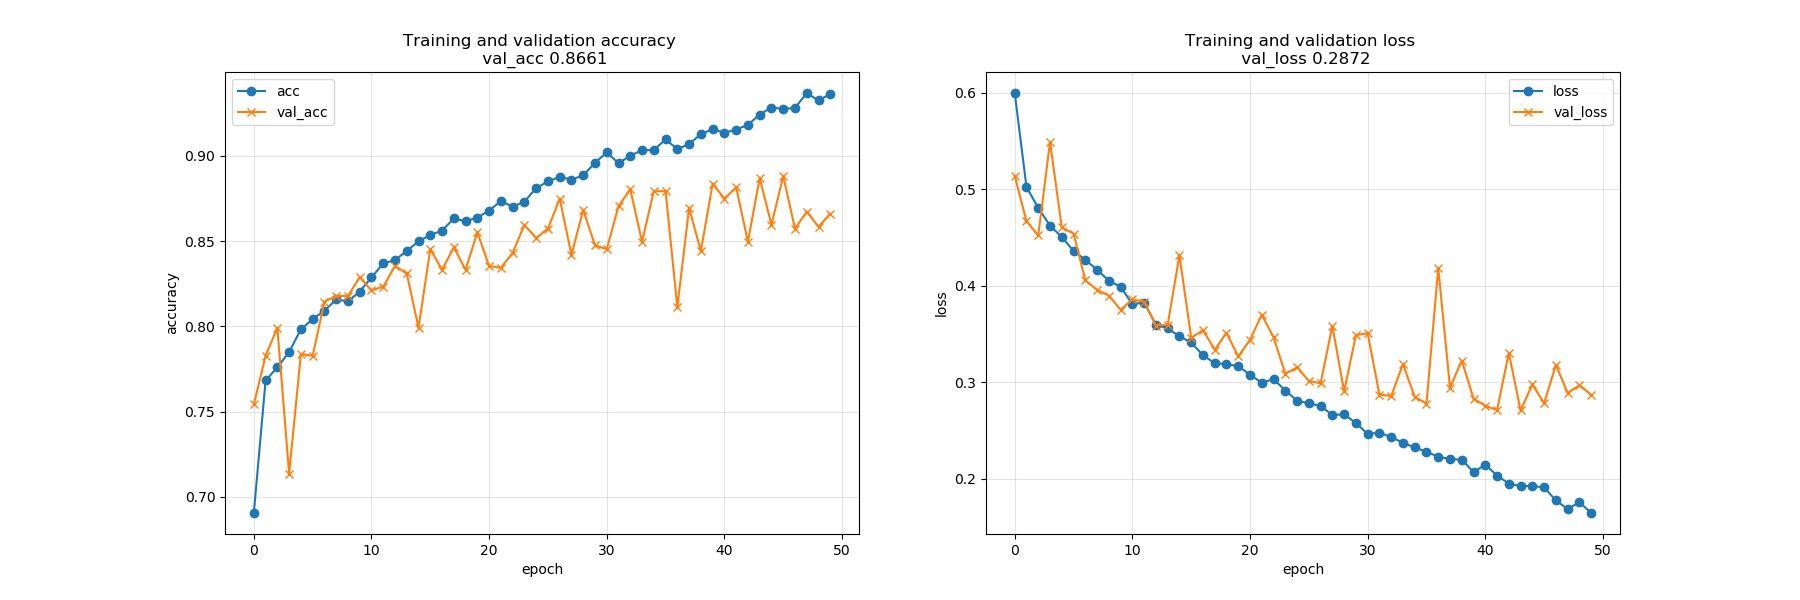 Training and validation accuracy
val_acc 0.8661
acc
val_acc
0.90
0.85
0.80
0.75
0.70
accuracy
0 10 20 30 40 50
epoch
Training and validation loss
val_loss 0.2872
loss
val_loss
0.6
0.5
0.4
0.3
0.2
loss
0 10 20 30 40 50
epoch